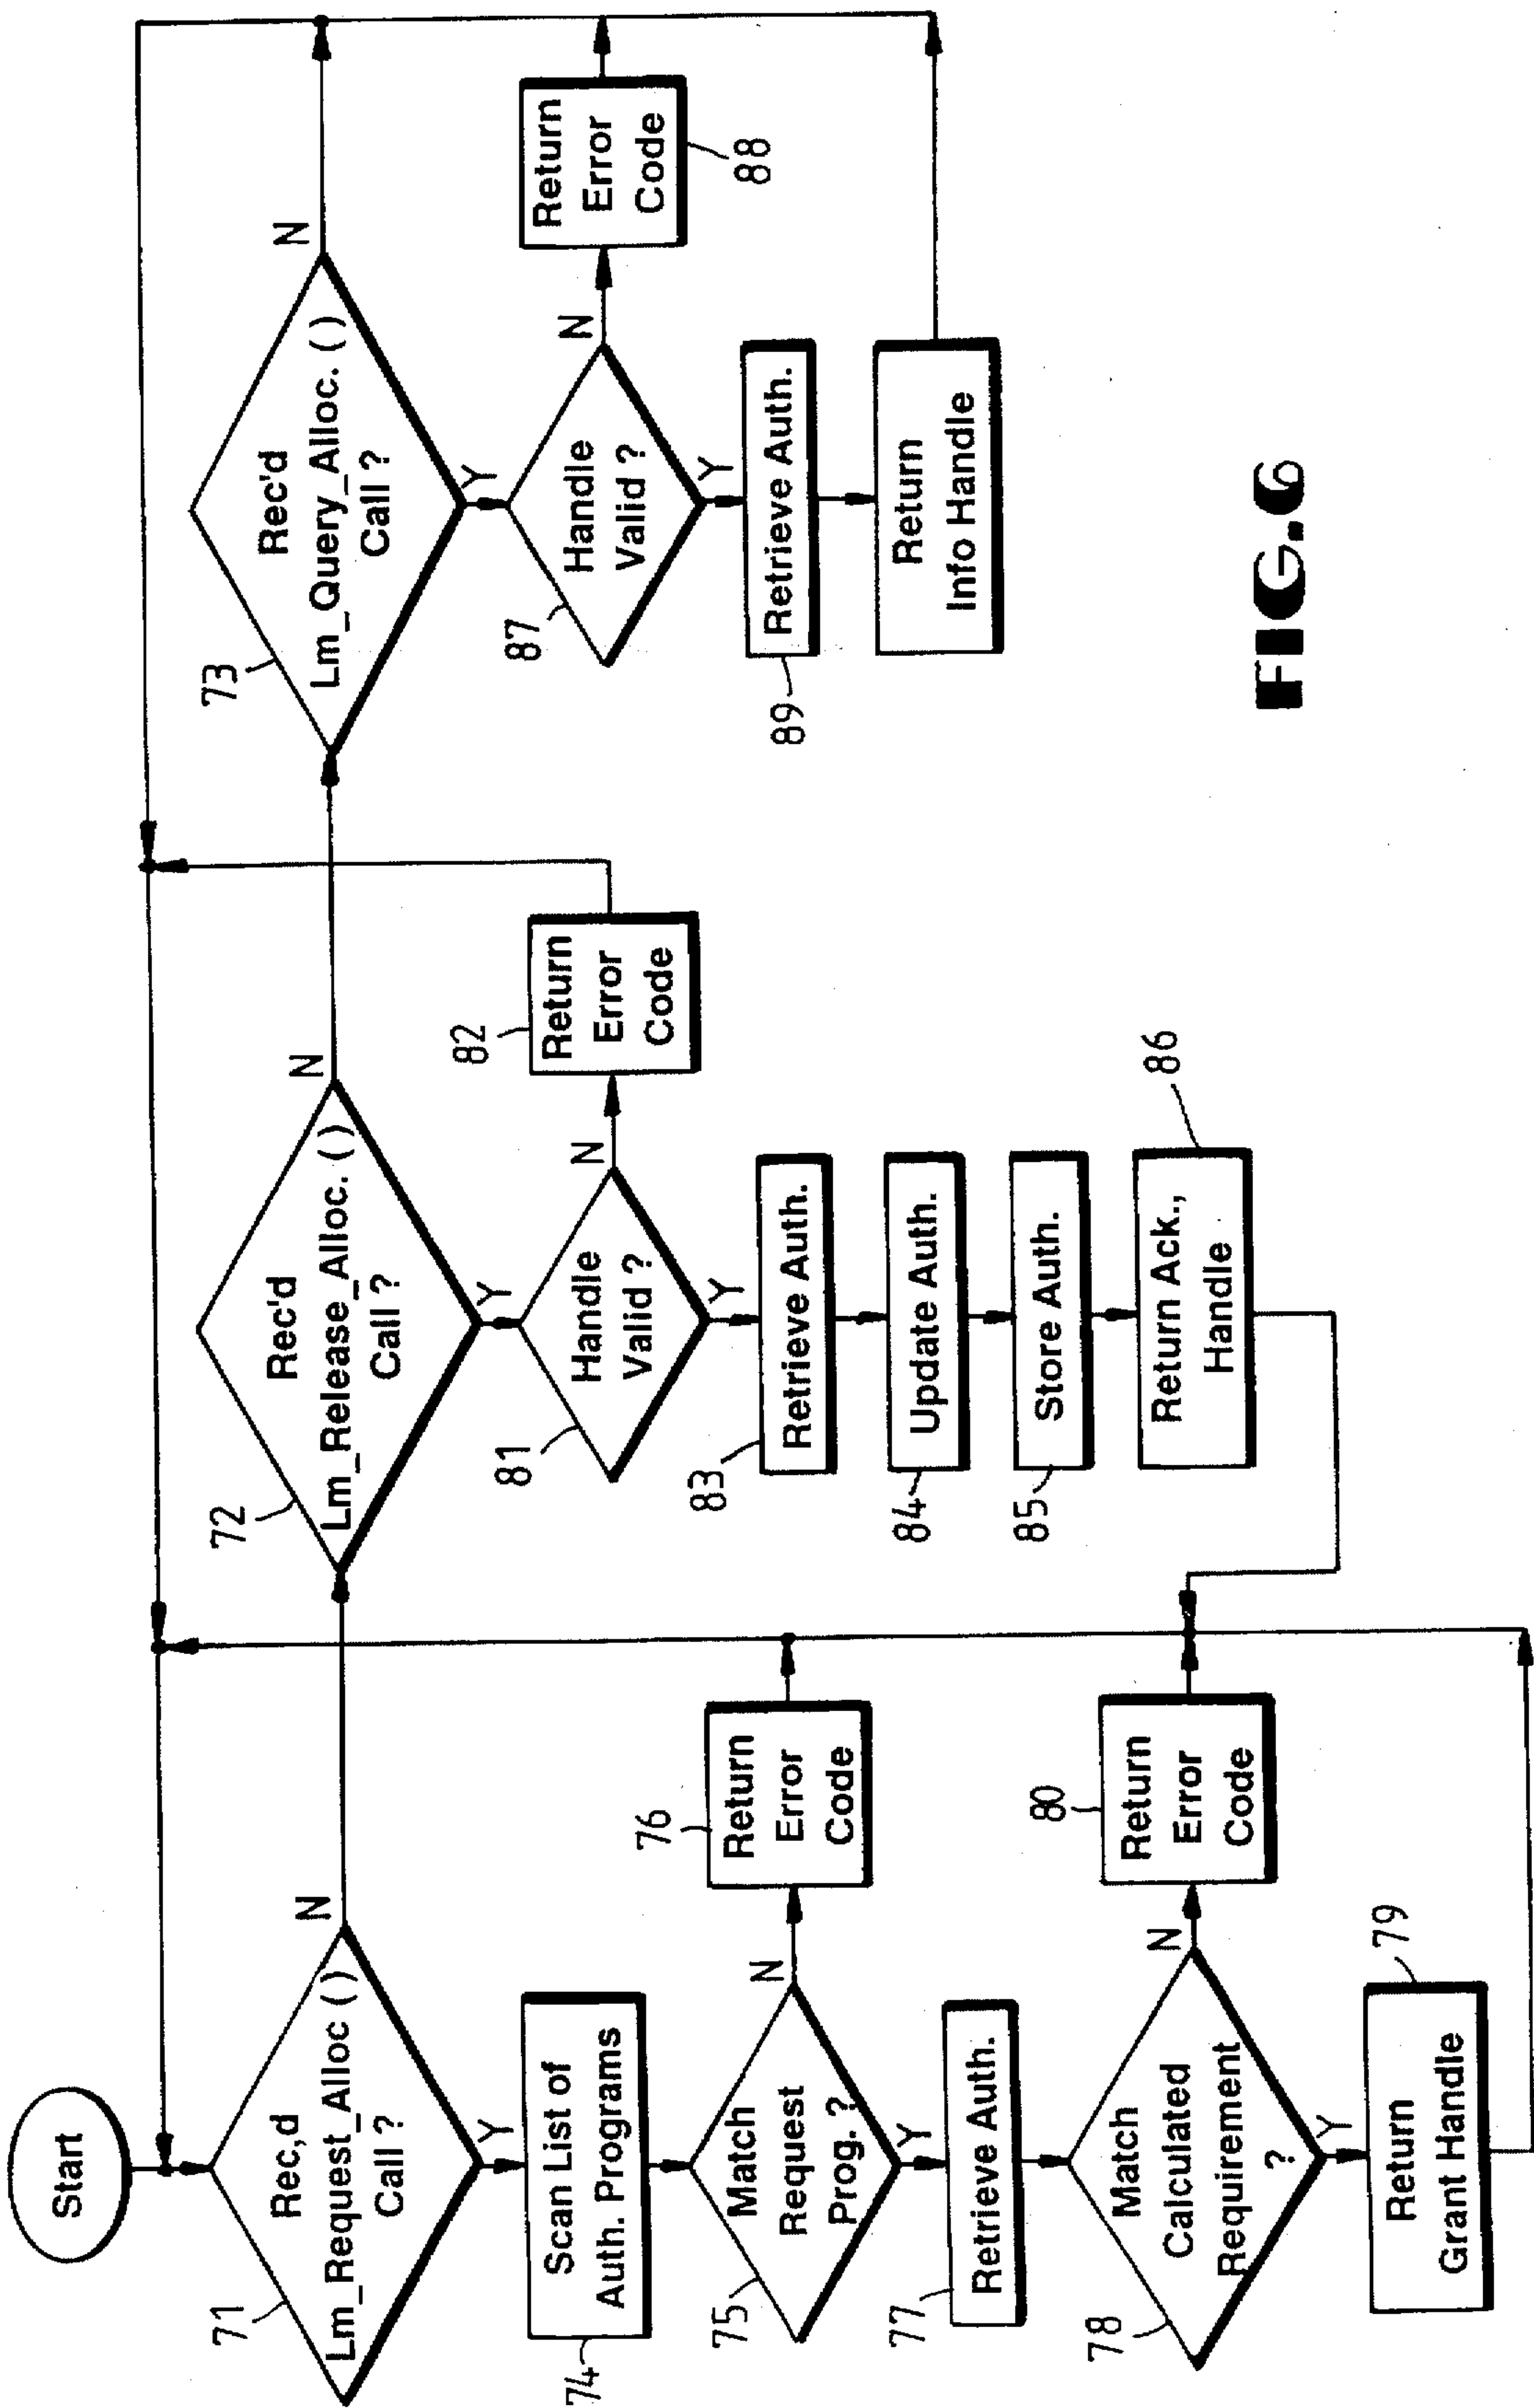 Start
71
Rec,d
Lm_Request_Alloc ( )
Call ?
N
Y
74
Scan List of
Auth. Programs
75
Match
Request
Prog. ?
N
Y
76
Return
Error
Code
77
Retrieve Auth.
78
Match
Calculated
Requirement
?
N
Y
80
Return
Error
Code
79
Return
Grant Handle
72
Rec'd
Lm_Release_Alloc. ( )
Call ?
N
Y
81
Handle
Valid ?
N
Y
82
Return
Error
Code
83
Retrieve Auth.
84
Update Auth.
85
Store Auth.
86
Return Ack.,
Handle
73
Rec'd
Lm_Query_Alloc. ( )
Call ?
N
Y
87
Handle
Valid ?
N
Y
88
Return
Error
Code
89
Retrieve Auth.
Return
Info Handle
FIG.6